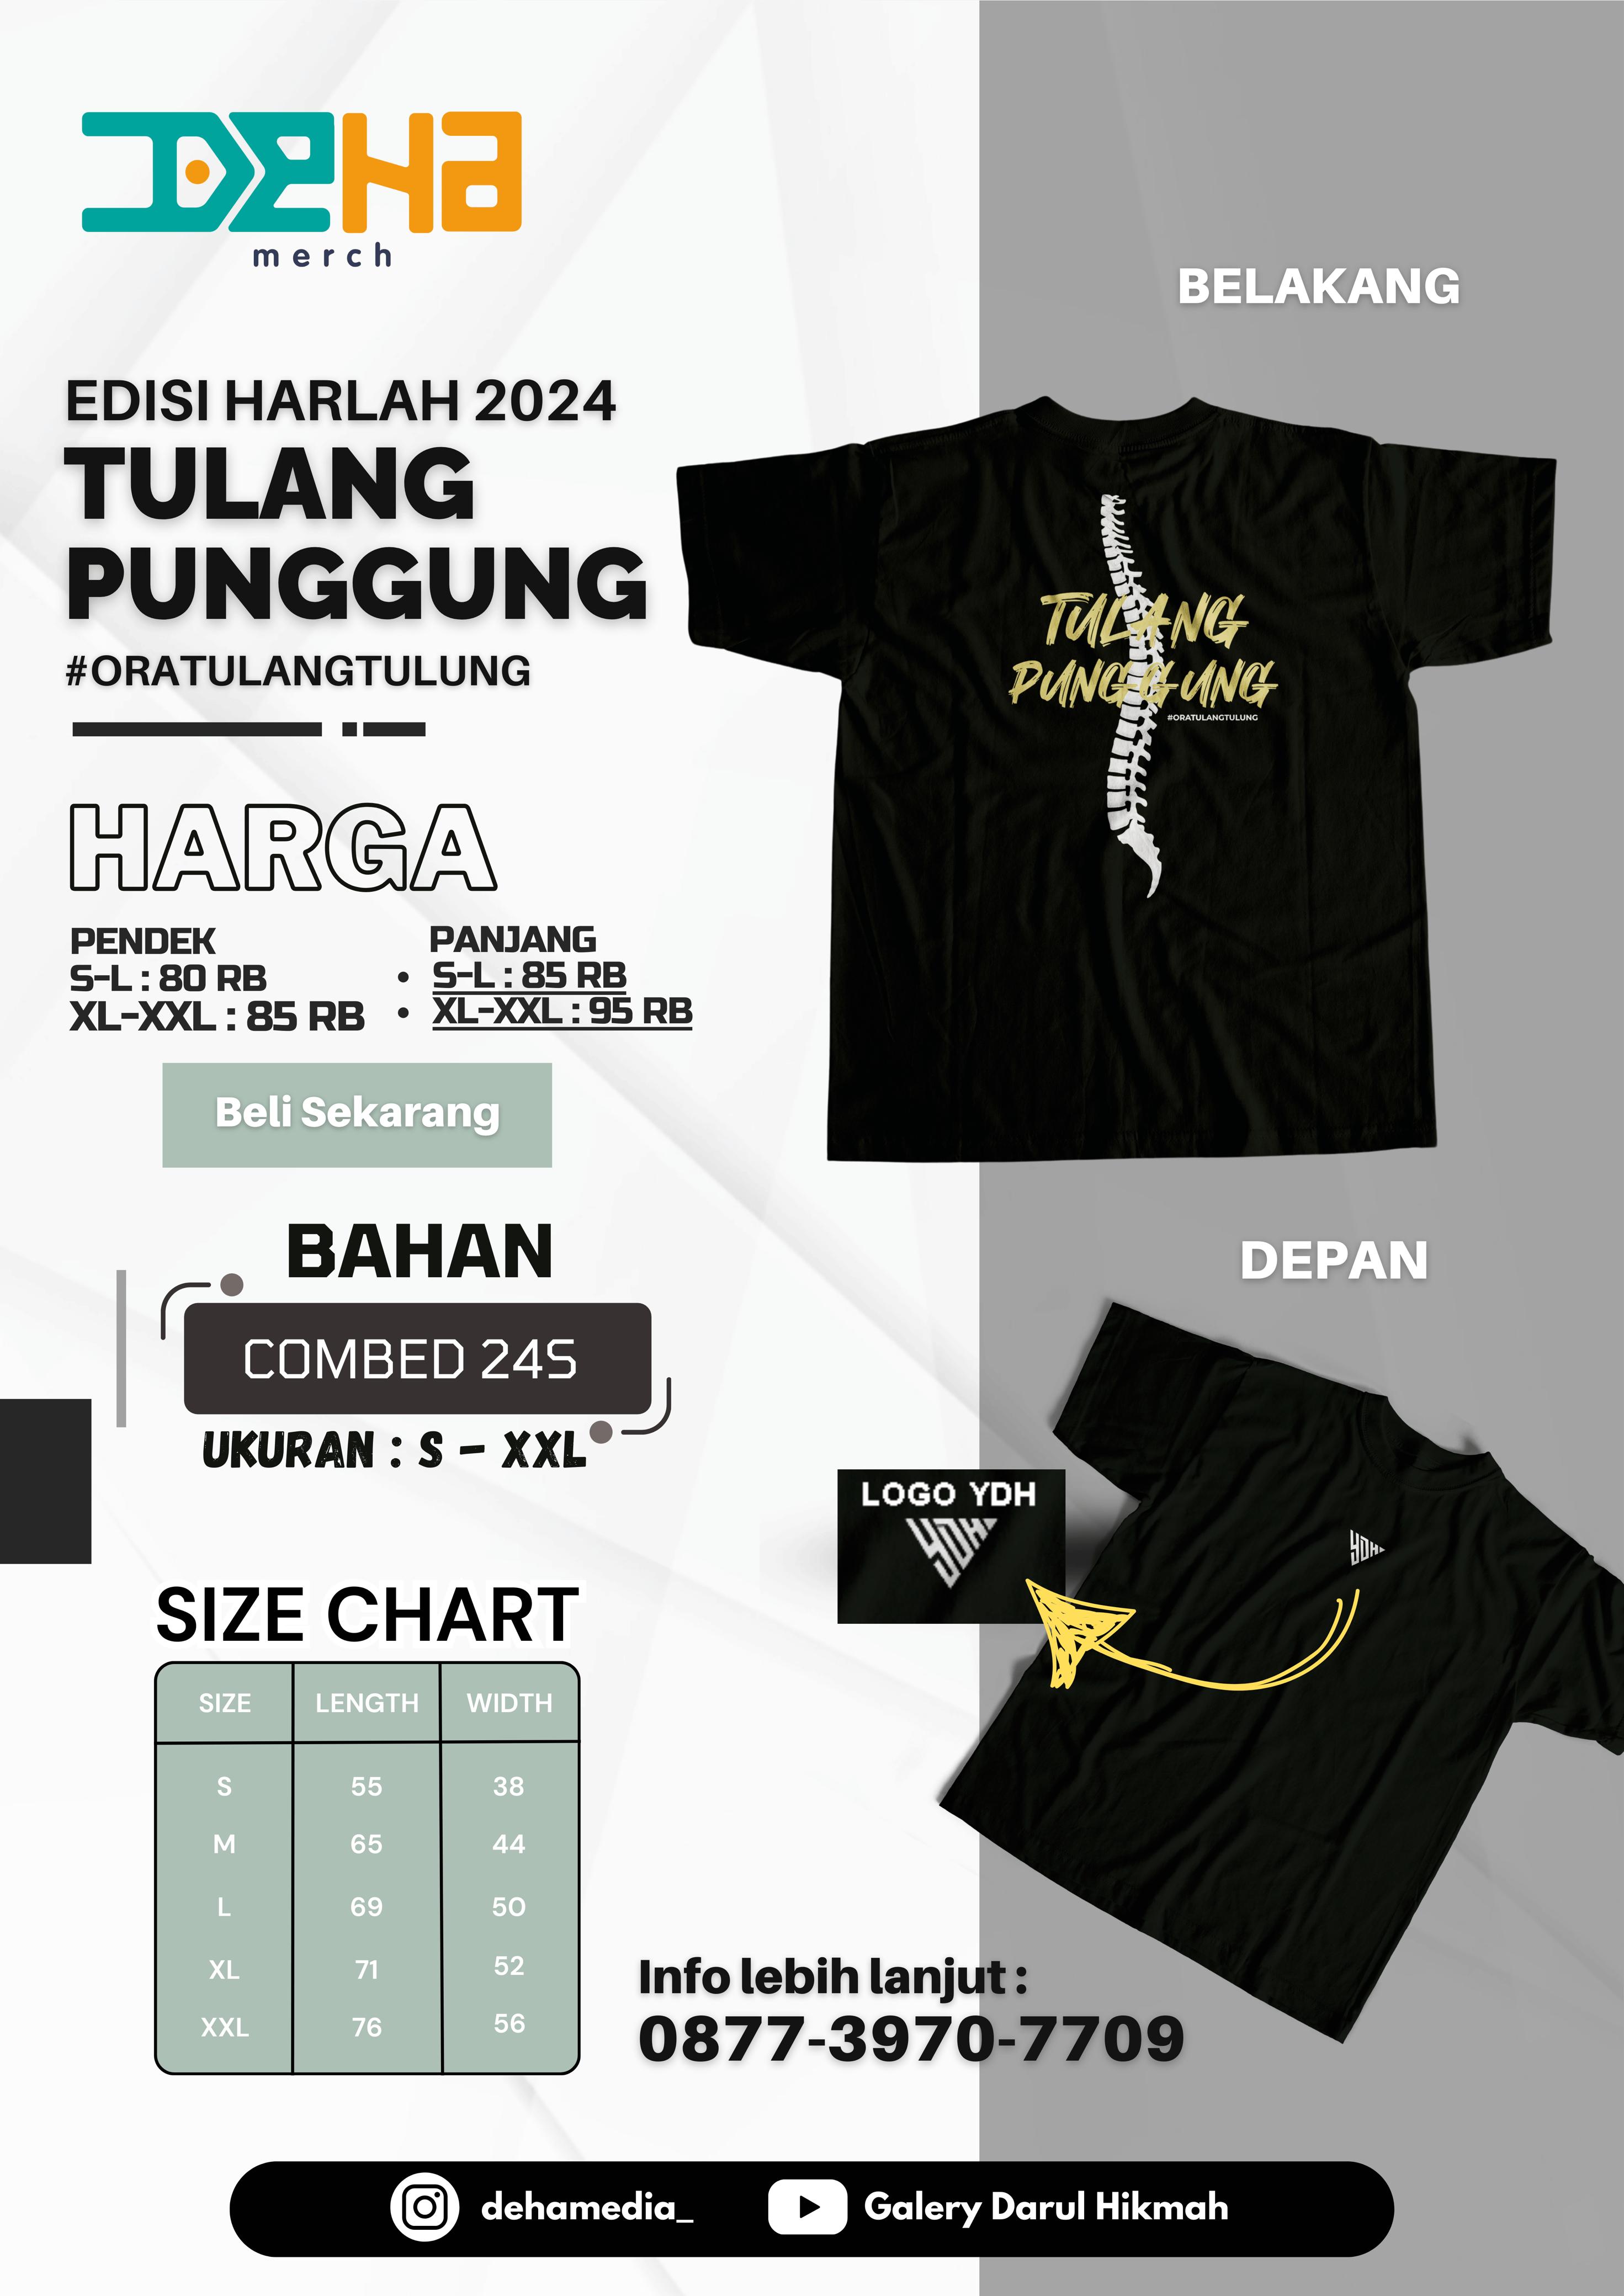 DeHa
merch
EDISI HARLAH 2024
TULANG
PUNGGUNG
#ORATULANGTULUNG
HARGA
PENDEK
S-L : 80 RB
XL-XXL : 85 RB
PANJANG
• S-L : 85 RB
• XL-XXL : 95 RB
Beli Sekarang
BAHAN
COMBED 24S
UKURAN : S - XXL
SIZE CHART
SIZE LENGTH WIDTH
S 55 38
M 65 44
L 69 50
XL 71 52
XXL 76 56
BELAKANG
TULANG
PUNGGUNG
#ORATULANGTULUNG
DEPAN
LOGO YDH
YDH
YDH
Info lebih lanjut :
0877-3970-7709
dehamedia_
Galery Darul Hikmah